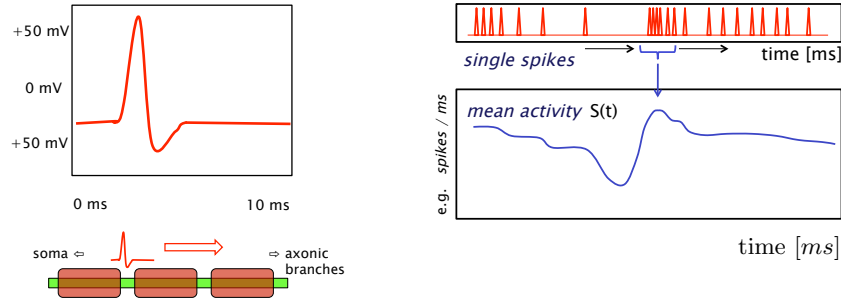 +50 mV
0 mV
+50 mV
0 ms 10 ms
soma ⇦ ⇨ axonic
branches
single spikes time [ms]
mean activity S(t)
e.g. spikes / ms
time [ms]